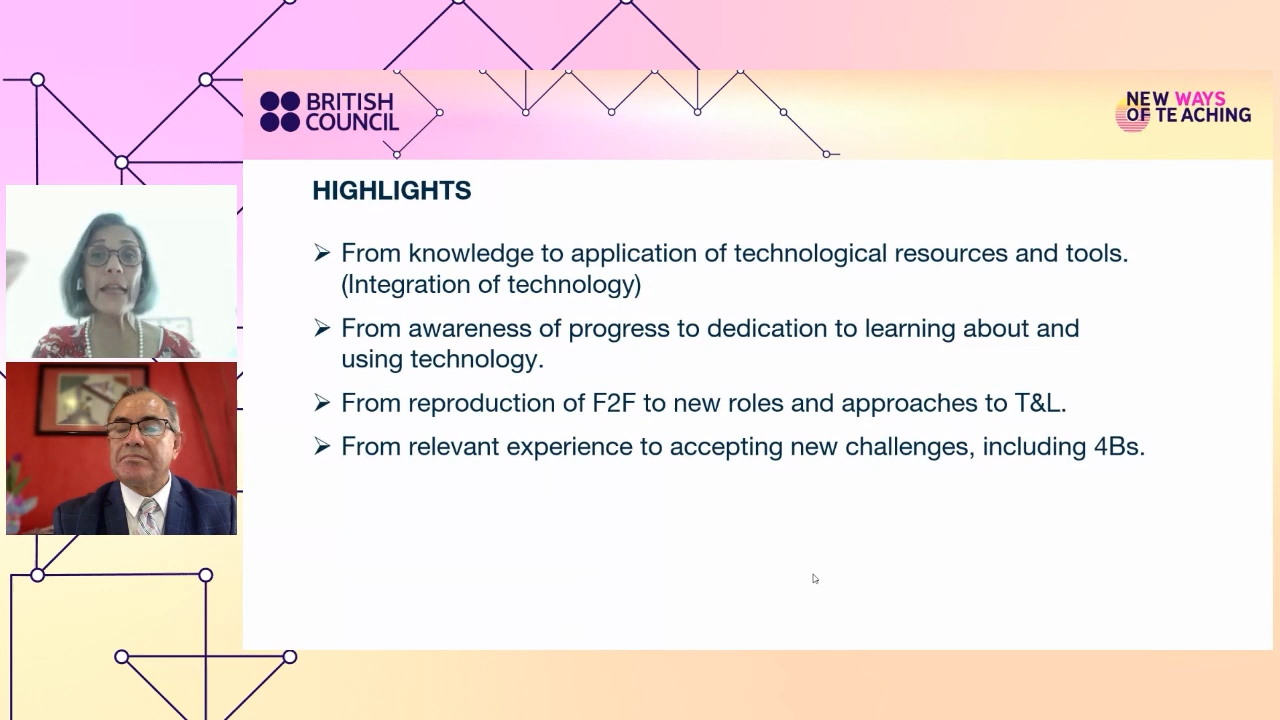 BRITISH
COUNCIL
NEW WAYS
OF TEACHING
HIGHLIGHTS
➢ From knowledge to application of technological resources and tools.
(Integration of technology)
➢ From awareness of progress to dedication to learning about and
using technology.
➢ From reproduction of F2F to new roles and approaches to T&L.
➢ From relevant experience to accepting new challenges, including 4Bs.